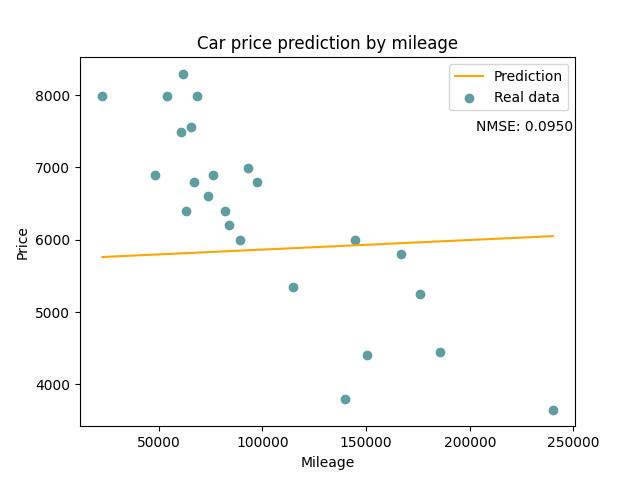 Car price prediction by mileage
Prediction
Real data
NMSE: 0.0950
8000
7000
6000
5000
4000
Price
50000
100000
150000
200000
250000
Mileage